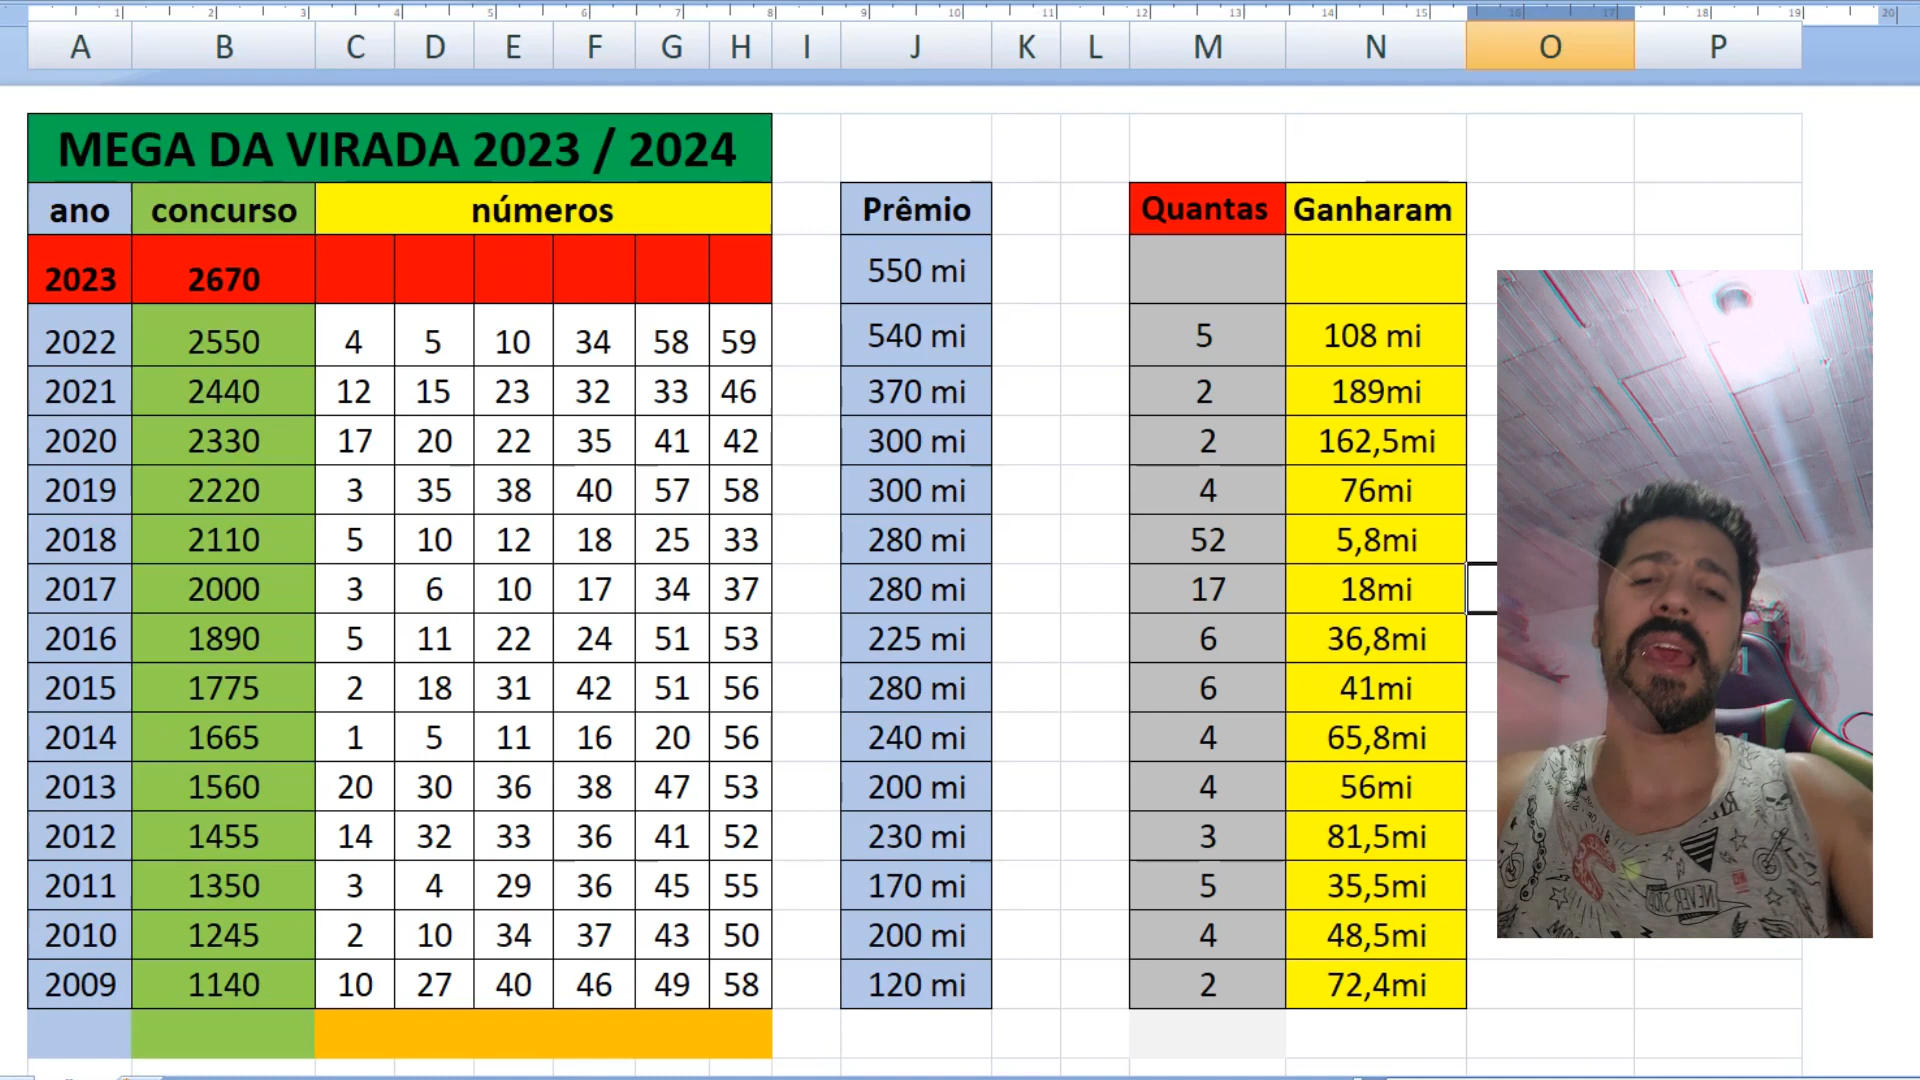 A B C D E F G H I J K L M N O P
MEGA DA VIRADA 2023 / 2024
ano concurso números Prêmio Quantas Ganharam
2023 2670 550 mi
2022 2550 4 5 10 34 58 59 540 mi 5 108 mi
2021 2440 12 15 23 32 33 46 370 mi 2 189mi
2020 2330 17 20 22 35 41 42 300 mi 2 162,5mi
2019 2220 3 35 38 40 57 58 300 mi 4 76mi
2018 2110 5 10 12 18 25 33 280 mi 52 5,8mi
2017 2000 3 6 10 17 34 37 280 mi 17 18mi
2016 1890 5 11 22 24 51 53 225 mi 6 36,8mi
2015 1775 2 18 31 42 51 56 280 mi 6 41mi
2014 1665 1 5 11 16 20 56 240 mi 4 65,8mi
2013 1560 20 30 36 38 47 53 200 mi 4 56mi
2012 1455 14 32 33 36 41 52 230 mi 3 81,5mi
2011 1350 3 4 29 36 45 55 170 mi 5 35,5mi
2010 1245 2 10 34 37 43 50 200 mi 4 48,5mi
2009 1140 10 27 40 46 49 58 120 mi 2 72,4mi
NEVER